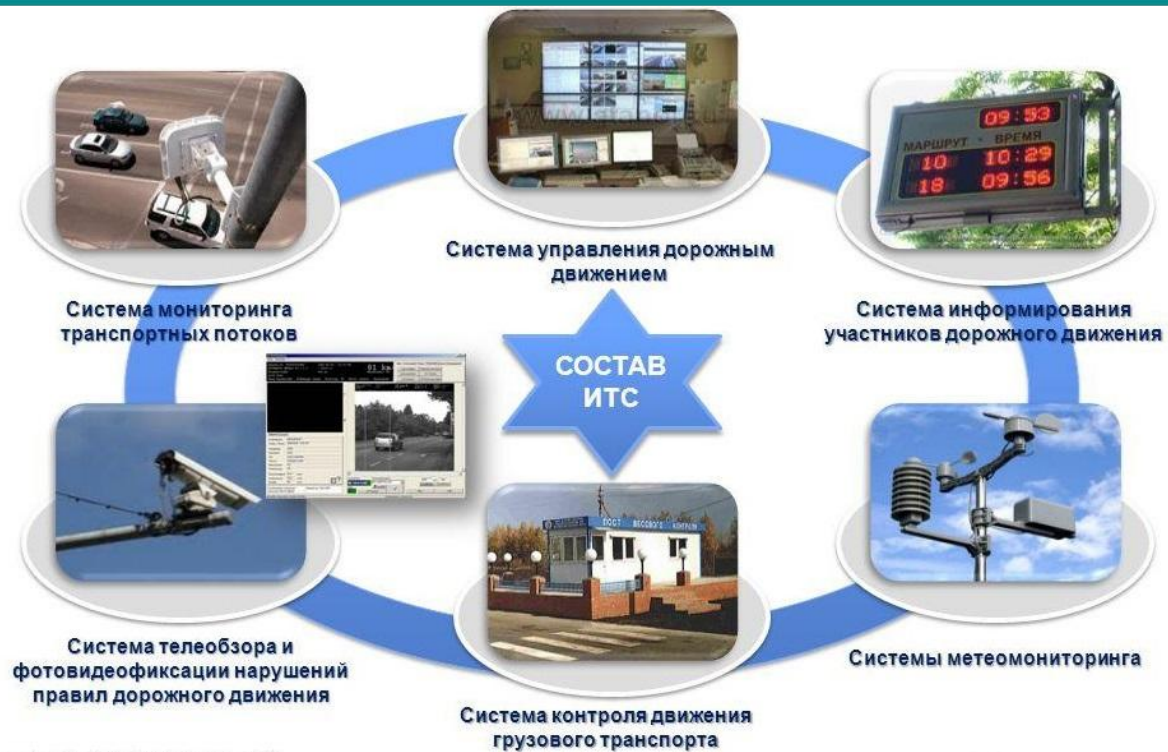 Система управления дорожным
движением
09:53
МАРШРУТ • ВРЕМЯ
10 10:29
18 09:56
Система мониторинга
транспортных потоков
Система информирования
участников дорожного движения
СОСТАВ
ИТС
81 km
ПОСТ ВЕСОВОГО КОНТРОЛЯ
Система телеобзора и
фотовидеофиксации нарушений
правил дорожного движения
Системы метеомониторинга
Система контроля движения
грузового транспорта